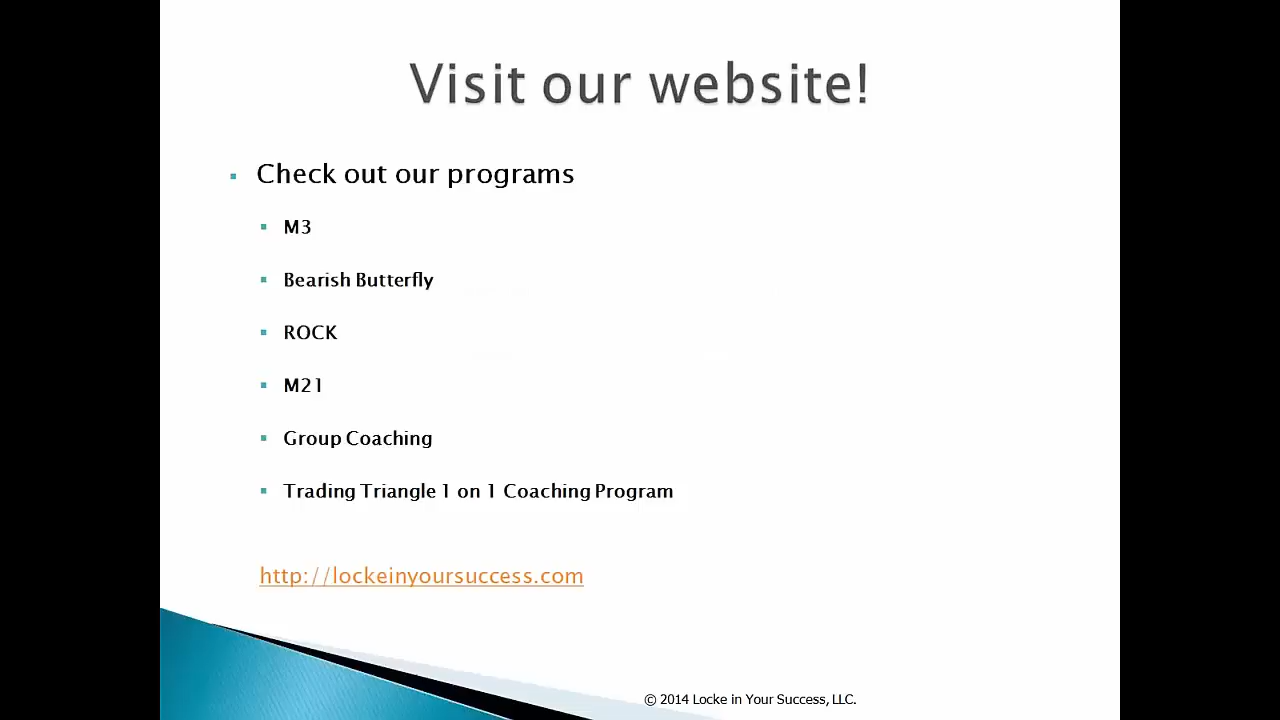 Visit our website!
Check out our programs
M3
Bearish Butterfly
ROCK
M21
Group Coaching
Trading Triangle 1 on 1 Coaching Program
http://lockeinyoursuccess.com
© 2014 Locke in Your Success, LLC.